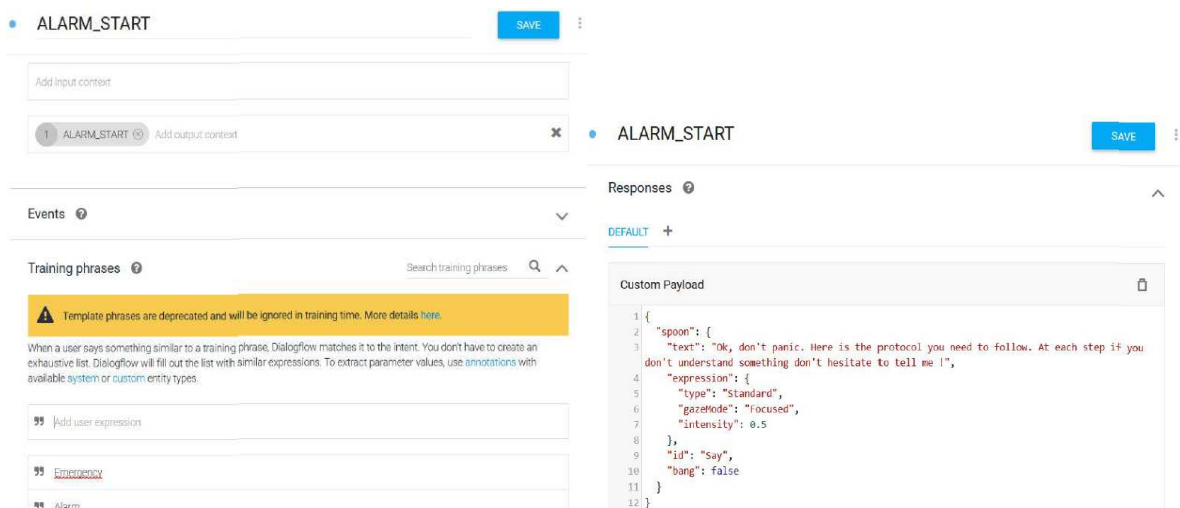 ALARM_START
SAVE
Add input context
1 ALARM_START Add output context
Events
Training phrases
Search training phrases
Template phrases are deprecated and will be ignored in training time. More details here.
When a user says something similar to a training phrase, Dialogflow matches it to the intent. You don't have to create an
exhaustive list. Dialogflow will fill out the list with similar expressions. To extract parameter values, use annotations with
available system or custom entity types.
Add user expression
Emergency
Alarm
ALARM_START
SAVE
Responses
DEFAULT +
Custom Payload
1 {
2 "spoon": {
3 "text": "Ok, don't panic. Here is the protocol you need to follow. At each step if you
don't understand something don't hesitate to tell me !",
4 "expression": {
5 "type": "Standard",
6 "gazeMode": "Focused",
7 "intensity": 0.5
8 },
9 "id": "Say",
10 "bang": false
11 }
12 }